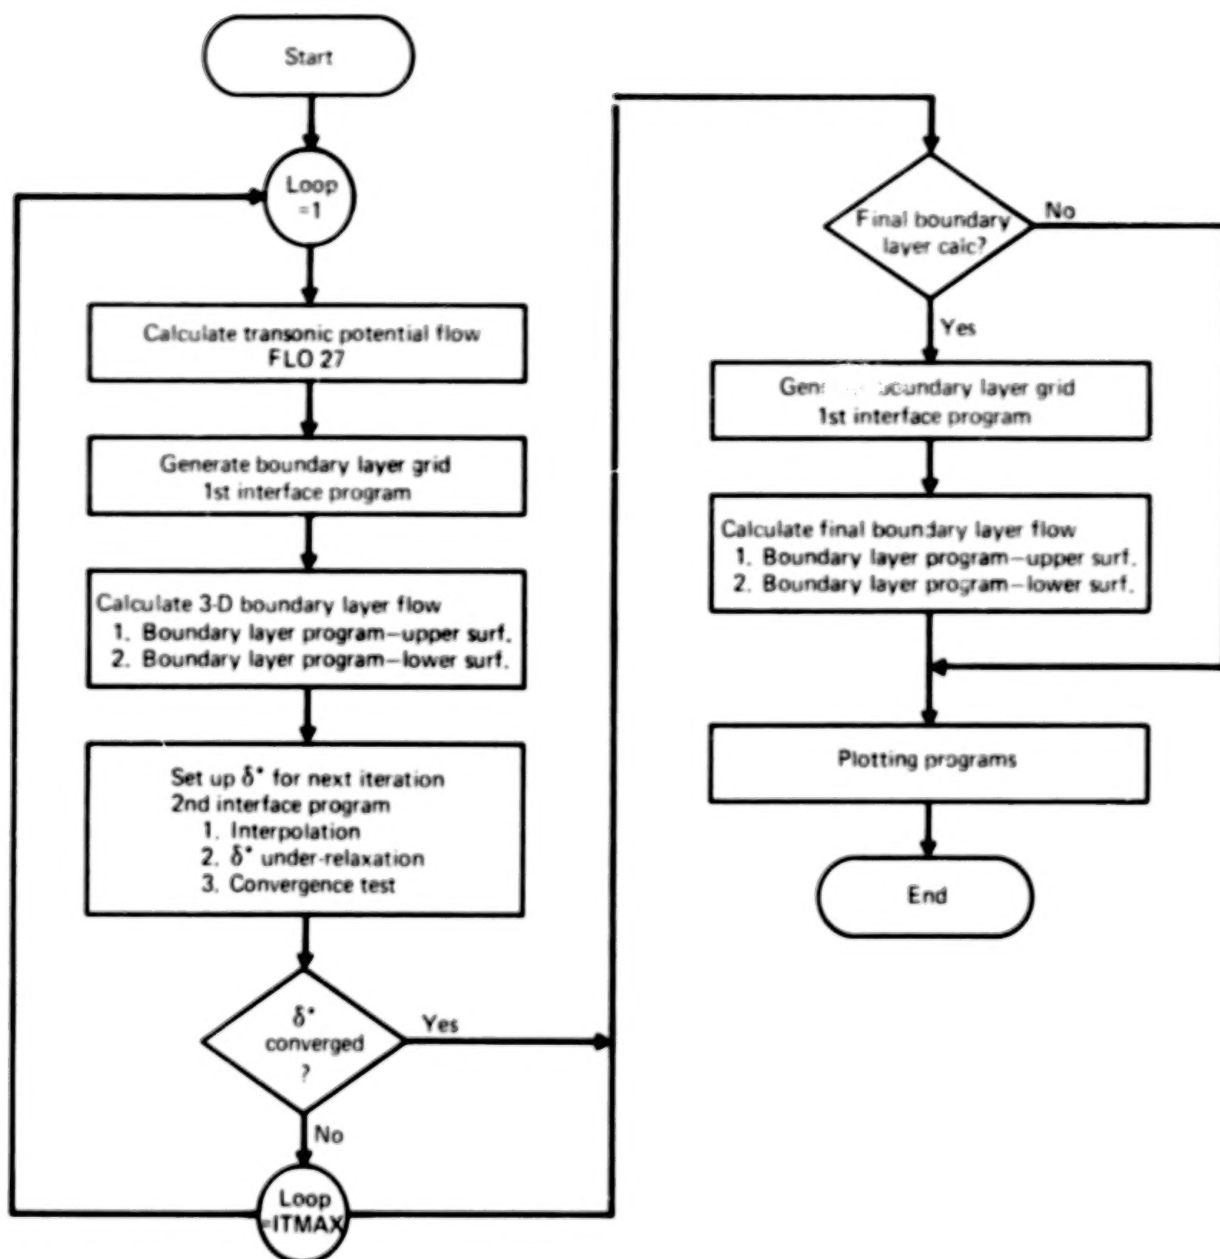 Start
Loop
=1
Calculate transonic potential flow
FLO 27
Generate boundary layer grid
1st interface program
Calculate 3-D boundary layer flow
1. Boundary layer program—upper surf.
2. Boundary layer program—lower surf.
Set up δ* for next iteration
2nd interface program
1. Interpolation
2. δ* under-relaxation
3. Convergence test
δ*
converged
?
Yes
No
Loop
=ITMAX
Final boundary
layer calc?
No
Yes
boundary layer grid
1st interface program
Calculate final boundary layer flow
1. Boundary layer program—upper surf.
2. Boundary layer program—lower surf.
Plotting programs
End